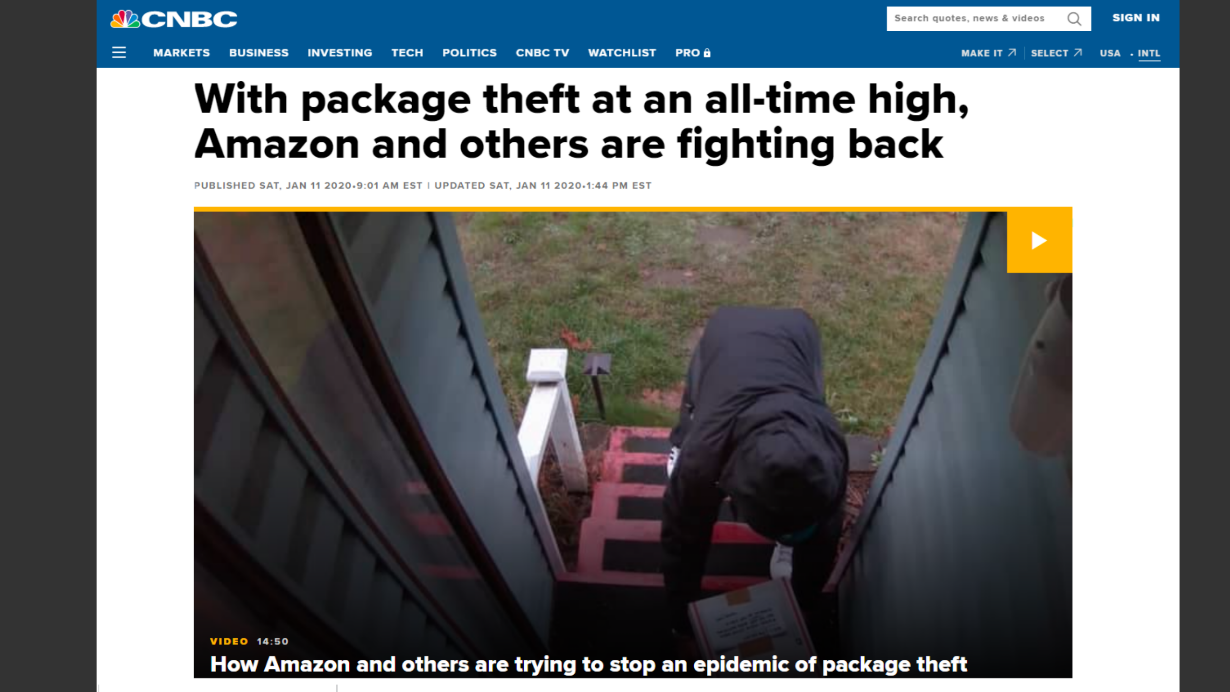 CNBC
Search quotes, news & videos
SIGN IN
MARKETS BUSINESS INVESTING TECH POLITICS CNBC TV WATCHLIST PRO
MAKE IT SELECT USA • INTL
With package theft at an all-time high,
Amazon and others are fighting back
PUBLISHED SAT, JAN 11 2020•9:01 AM EST | UPDATED SAT, JAN 11 2020•1:44 PM EST
VIDEO 14:50
How Amazon and others are trying to stop an epidemic of package theft